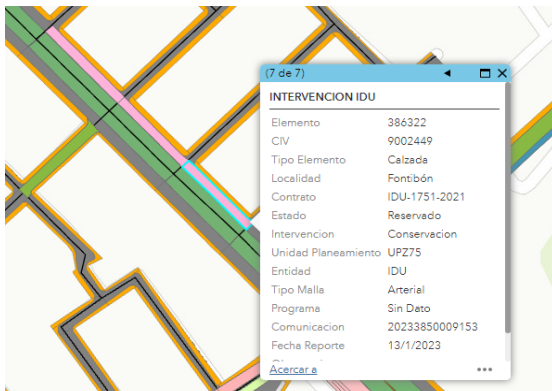 (7 de 7)
INTERVENCION IDU
Elemento 386322
CIV 9002449
Tipo Elemento Calzada
Localidad Fontibón
Contrato IDU-1751-2021
Estado Reservado
Intervencion Conservacion
Unidad Planeamiento UPZ75
Entidad IDU
Tipo Malla Arterial
Programa Sin Dato
Comunicacion 20233850009153
Fecha Reporte 13/1/2023
Acercar a